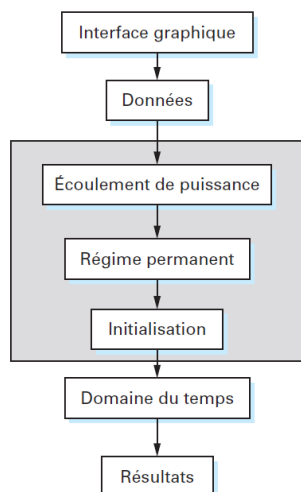 Interface graphique
Données
Écoulement de puissance
Régime permanent
Initialisation
Domaine du temps
Résultats